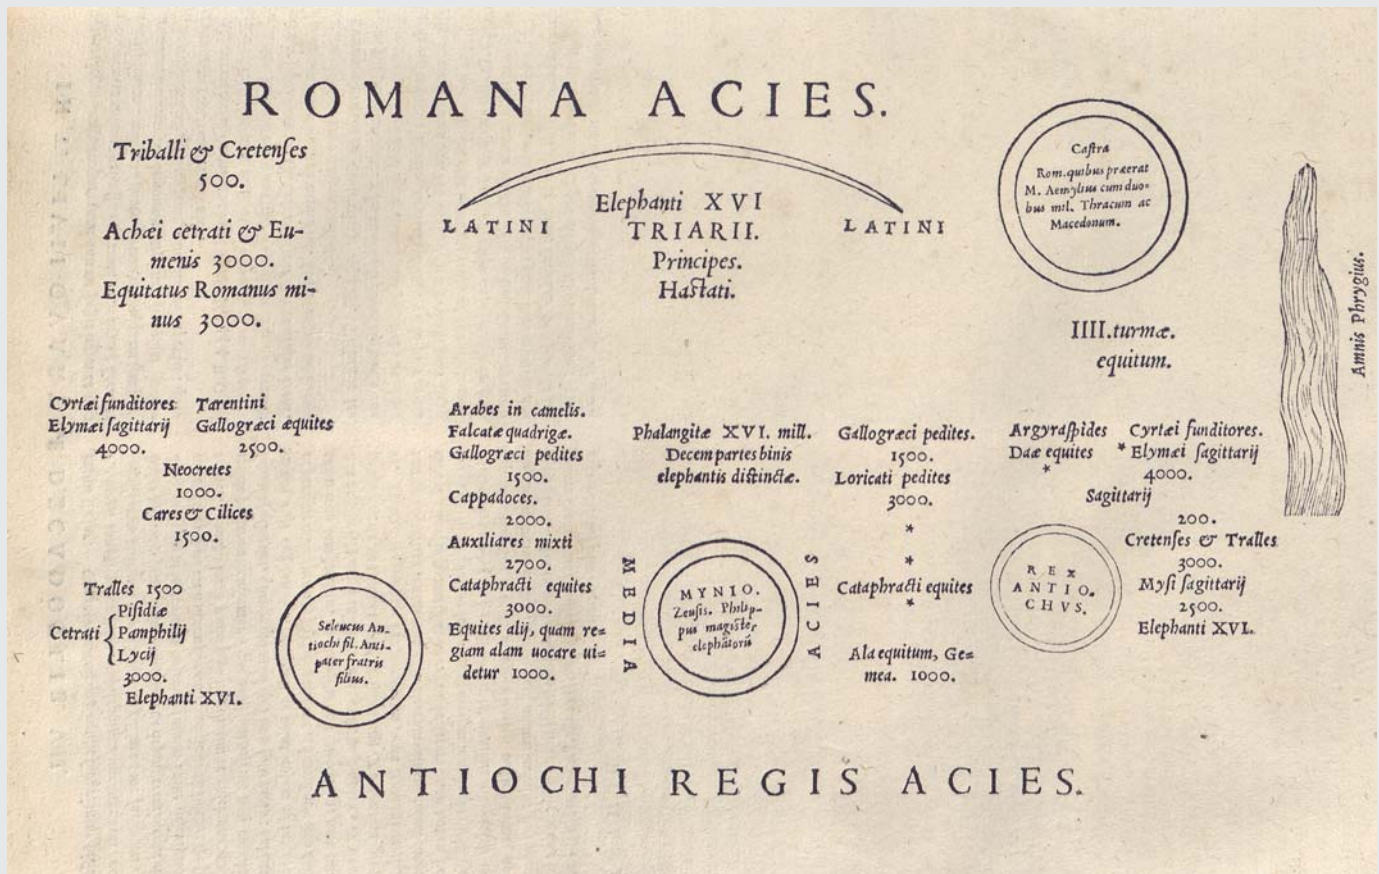 ROMANA ACIES.
Triballi & Cretenſes
500.
Achæi cetrati & Eu-
menis 3000.
Equitatus Romanus mi-
nus 3000.
LATINI
Elephanti XVI
TRIARII.
Principes.
Haſtati.
LATINI
Caſtra
Rom. quibus præerat
M. Aemylius cum duo-
bus mil. Thracum ac
Macedonum.
IIII. turmæ.
equitum.
Amnis Phrygius.
Cyrtæi funditores
Elymæi ſagittarij
4000.
Tarentini
Gallogræci æquites
2500.
Neocretes
1000.
Cares & Cilices
1500.
Tralles 1500
Cetrati { Piſidiæ
Pamphilij
Lycij
3000.
Elephanti XVI.
Seleucus An-
tiochi fil. Anti-
pater fratris
filius.
Arabes in camelis.
Falcatæ quadrigæ.
Gallogræci pedites
1500.
Cappadoces.
2000.
Auxiliares mixti
2700.
Cataphracti equites
3000.
Equites alij, quam re-
giam alam uocare ui-
detur 1000.
Phalangitæ XVI. mill.
Decem partes binis
elephantis diſtinctæ.
MEDIA
MYNIO.
Zeuſis. Philip-
pus magiſter
elephātorū
ACIES
Gallogræci pedites.
1500.
Loricati pedites
3000.
*
*
Cataphracti equites
*
Ala equitum, Ge-
mea. 1000.
Argyraſpides
Daæ equites
*
Cyrtæi funditores.
* Elymæi ſagittarij
4000.
Sagittarij
200.
Cretenſes & Tralles
3000.
Myſi ſagittarij
2500.
Elephanti XVI.
REX
ANTIO.
CHVS.
ANTIOCHI REGIS ACIES.